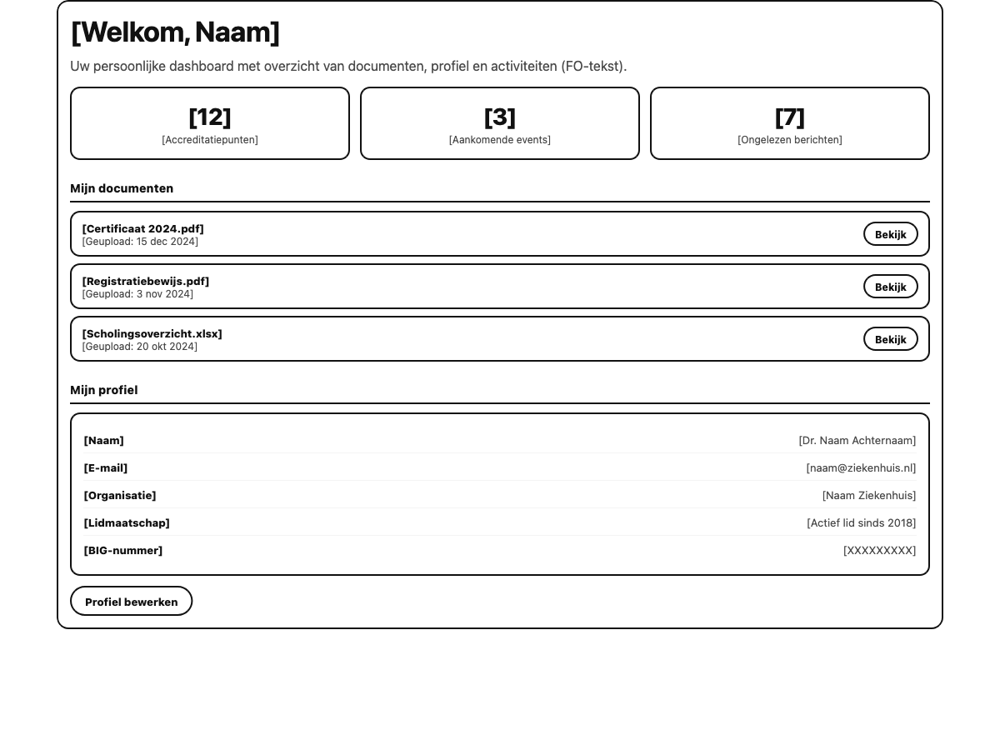 [Welkom, Naam]
Uw persoonlijke dashboard met overzicht van documenten, profiel en activiteiten (FO-tekst).
[12]
[Accreditatiepunten]
[3]
[Aankomende events]
[7]
[Ongelezen berichten]
Mijn documenten
[Certificaat 2024.pdf]
[Geupload: 15 dec 2024]
Bekijk
[Registratiebewijs.pdf]
[Geupload: 3 nov 2024]
Bekijk
[Scholingsoverzicht.xlsx]
[Geupload: 20 okt 2024]
Bekijk
Mijn profiel
[Naam] [Dr. Naam Achternaam]
[E-mail] [naam@ziekenhuis.nl]
[Organisatie] [Naam Ziekenhuis]
[Lidmaatschap] [Actief lid sinds 2018]
[BIG-nummer] [XXXXXXXXX]
Profiel bewerken